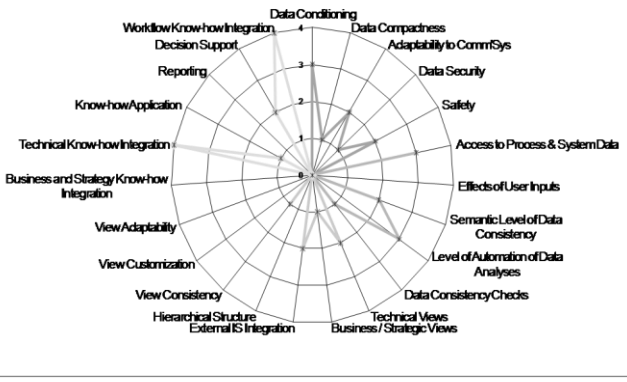 Data Conditioning
Workflow Know-how Integration
4
Data Compactness
Decision Support
Adaptability to Comm'Sys
3
Reporting
Data Security
2
Know-how Application
Safety
1
Technical Know-how Integration
Access to Process & System Data
0
Business and Strategy Know-how
Integration
Effects of User Inputs
View Adaptability
Semantic Level of Data
Consistency
View Customization
Level of Automation of Data
Analyses
View Consistency
Data Consistency Checks
Hierarchical Structure
Technical Views
External IS Integration
Business / Strategic Views